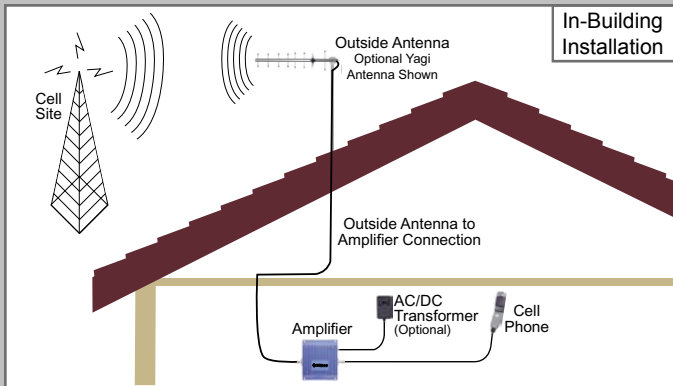 In-Building
Installation
Outside Antenna
Optional Yagi
Antenna Shown
Cell
Site
Outside Antenna to
Amplifier Connection
AC/DC
Transformer
(Optional)
Cell
Phone
Amplifier